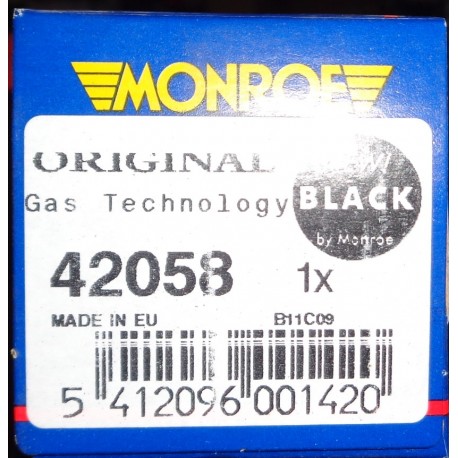 MONROE
ORIGINAL
Gas Technology
BLACK
by Monroe
42058 1x
MADE IN EU B11C09
5 412096 001420